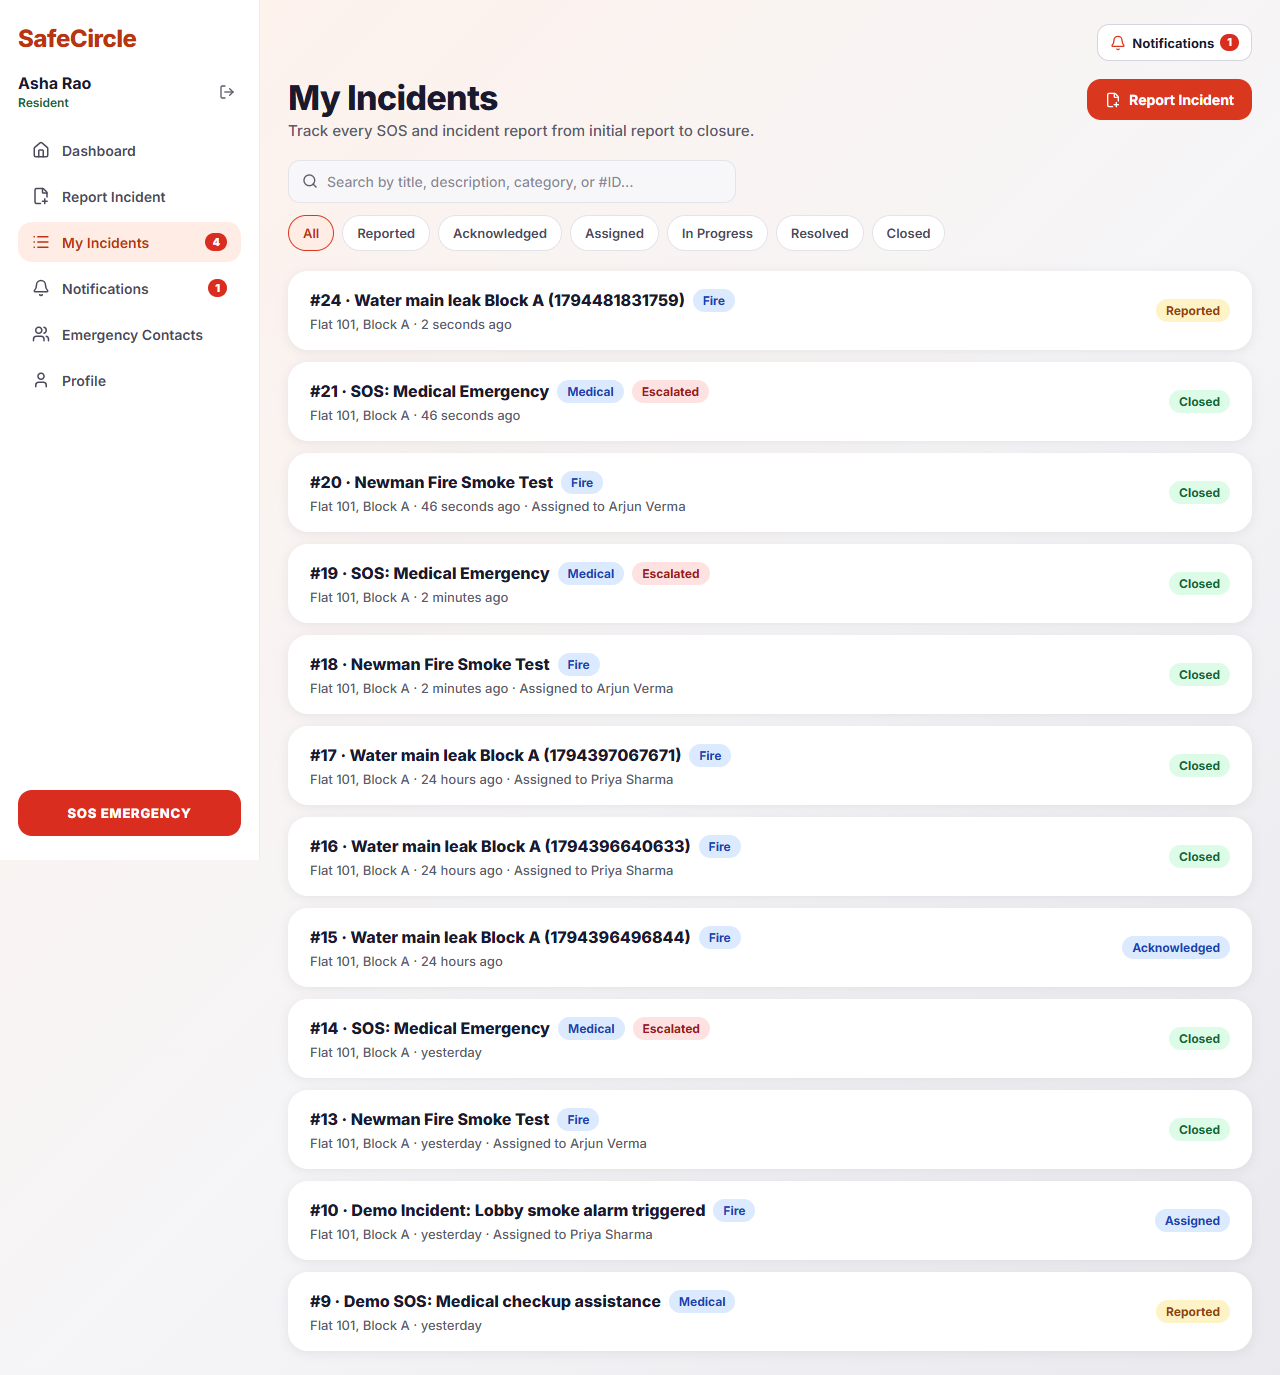 SafeCircle
Asha Rao
Resident
Dashboard
Report Incident
My Incidents 4
Notifications 1
Emergency Contacts
Profile
SOS EMERGENCY
Notifications 1
My Incidents
Report Incident
Track every SOS and incident report from initial report to closure.
Search by title, description, category, or #ID...
All Reported Acknowledged Assigned In Progress Resolved Closed
#24 · Water main leak Block A (1794481831759) Fire
Flat 101, Block A · 2 seconds ago
Reported
#21 · SOS: Medical Emergency Medical Escalated
Flat 101, Block A · 46 seconds ago
Closed
#20 · Newman Fire Smoke Test Fire
Flat 101, Block A · 46 seconds ago · Assigned to Arjun Verma
Closed
#19 · SOS: Medical Emergency Medical Escalated
Flat 101, Block A · 2 minutes ago
Closed
#18 · Newman Fire Smoke Test Fire
Flat 101, Block A · 2 minutes ago · Assigned to Arjun Verma
Closed
#17 · Water main leak Block A (1794397067671) Fire
Flat 101, Block A · 24 hours ago · Assigned to Priya Sharma
Closed
#16 · Water main leak Block A (1794396640633) Fire
Flat 101, Block A · 24 hours ago · Assigned to Priya Sharma
Closed
#15 · Water main leak Block A (1794396496844) Fire
Flat 101, Block A · 24 hours ago
Acknowledged
#14 · SOS: Medical Emergency Medical Escalated
Flat 101, Block A · yesterday
Closed
#13 · Newman Fire Smoke Test Fire
Flat 101, Block A · yesterday · Assigned to Arjun Verma
Closed
#10 · Demo Incident: Lobby smoke alarm triggered Fire
Flat 101, Block A · yesterday · Assigned to Priya Sharma
Assigned
#9 · Demo SOS: Medical checkup assistance Medical
Flat 101, Block A · yesterday
Reported